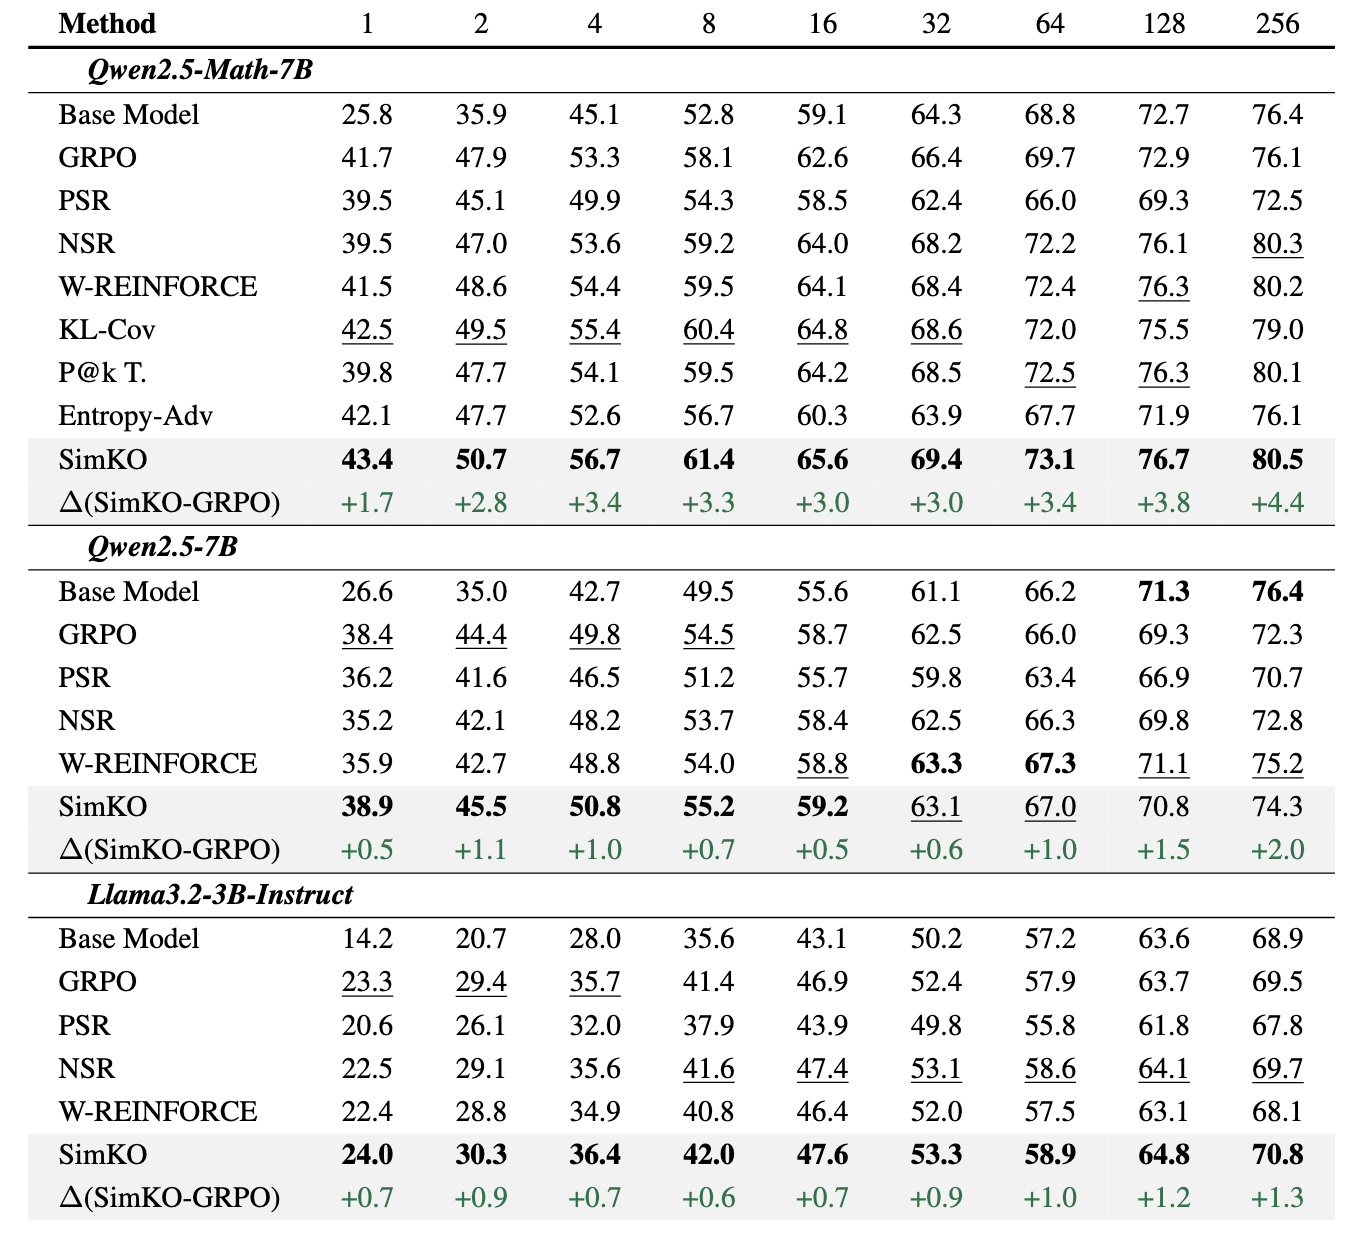 Method 1 2 4 8 16 32 64 128 256
Qwen2.5-Math-7B
Base Model 25.8 35.9 45.1 52.8 59.1 64.3 68.8 72.7 76.4
GRPO 41.7 47.9 53.3 58.1 62.6 66.4 69.7 72.9 76.1
PSR 39.5 45.1 49.9 54.3 58.5 62.4 66.0 69.3 72.5
NSR 39.5 47.0 53.6 59.2 64.0 68.2 72.2 76.1 80.3
W-REINFORCE 41.5 48.6 54.4 59.5 64.1 68.4 72.4 76.3 80.2
KL-Cov 42.5 49.5 55.4 60.4 64.8 68.6 72.0 75.5 79.0
P@k T. 39.8 47.7 54.1 59.5 64.2 68.5 72.5 76.3 80.1
Entropy-Adv 42.1 47.7 52.6 56.7 60.3 63.9 67.7 71.9 76.1
SimKO 43.4 50.7 56.7 61.4 65.6 69.4 73.1 76.7 80.5
Δ(SimKO-GRPO) +1.7 +2.8 +3.4 +3.3 +3.0 +3.0 +3.4 +3.8 +4.4
Qwen2.5-7B
Base Model 26.6 35.0 42.7 49.5 55.6 61.1 66.2 71.3 76.4
GRPO 38.4 44.4 49.8 54.5 58.7 62.5 66.0 69.3 72.3
PSR 36.2 41.6 46.5 51.2 55.7 59.8 63.4 66.9 70.7
NSR 35.2 42.1 48.2 53.7 58.4 62.5 66.3 69.8 72.8
W-REINFORCE 35.9 42.7 48.8 54.0 58.8 63.3 67.3 71.1 75.2
SimKO 38.9 45.5 50.8 55.2 59.2 63.1 67.0 70.8 74.3
Δ(SimKO-GRPO) +0.5 +1.1 +1.0 +0.7 +0.5 +0.6 +1.0 +1.5 +2.0
Llama3.2-3B-Instruct
Base Model 14.2 20.7 28.0 35.6 43.1 50.2 57.2 63.6 68.9
GRPO 23.3 29.4 35.7 41.4 46.9 52.4 57.9 63.7 69.5
PSR 20.6 26.1 32.0 37.9 43.9 49.8 55.8 61.8 67.8
NSR 22.5 29.1 35.6 41.6 47.4 53.1 58.6 64.1 69.7
W-REINFORCE 22.4 28.8 34.9 40.8 46.4 52.0 57.5 63.1 68.1
SimKO 24.0 30.3 36.4 42.0 47.6 53.3 58.9 64.8 70.8
Δ(SimKO-GRPO) +0.7 +0.9 +0.7 +0.6 +0.7 +0.9 +1.0 +1.2 +1.3